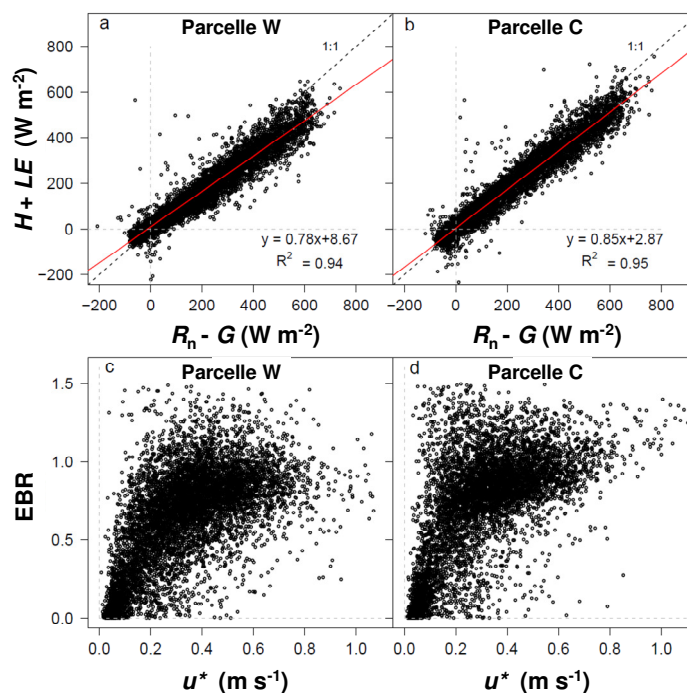 a
Parcelle W
1:1
b
Parcelle C
1:1
H + LE (W m-2)
800
600
400
200
0
−200
y = 0.78x+8.67
R2 = 0.94
y = 0.85x+2.87
R2 = 0.95
−200 0 200 400 600 800
−200 0 200 400 600 800
Rn - G (W m-2)
Rn - G (W m-2)
c
Parcelle W
d
Parcelle C
EBR
1.5
1.0
0.5
0.0
0.0 0.2 0.4 0.6 0.8 1.0
0.0 0.2 0.4 0.6 0.8 1.0
u* (m s-1)
u* (m s-1)